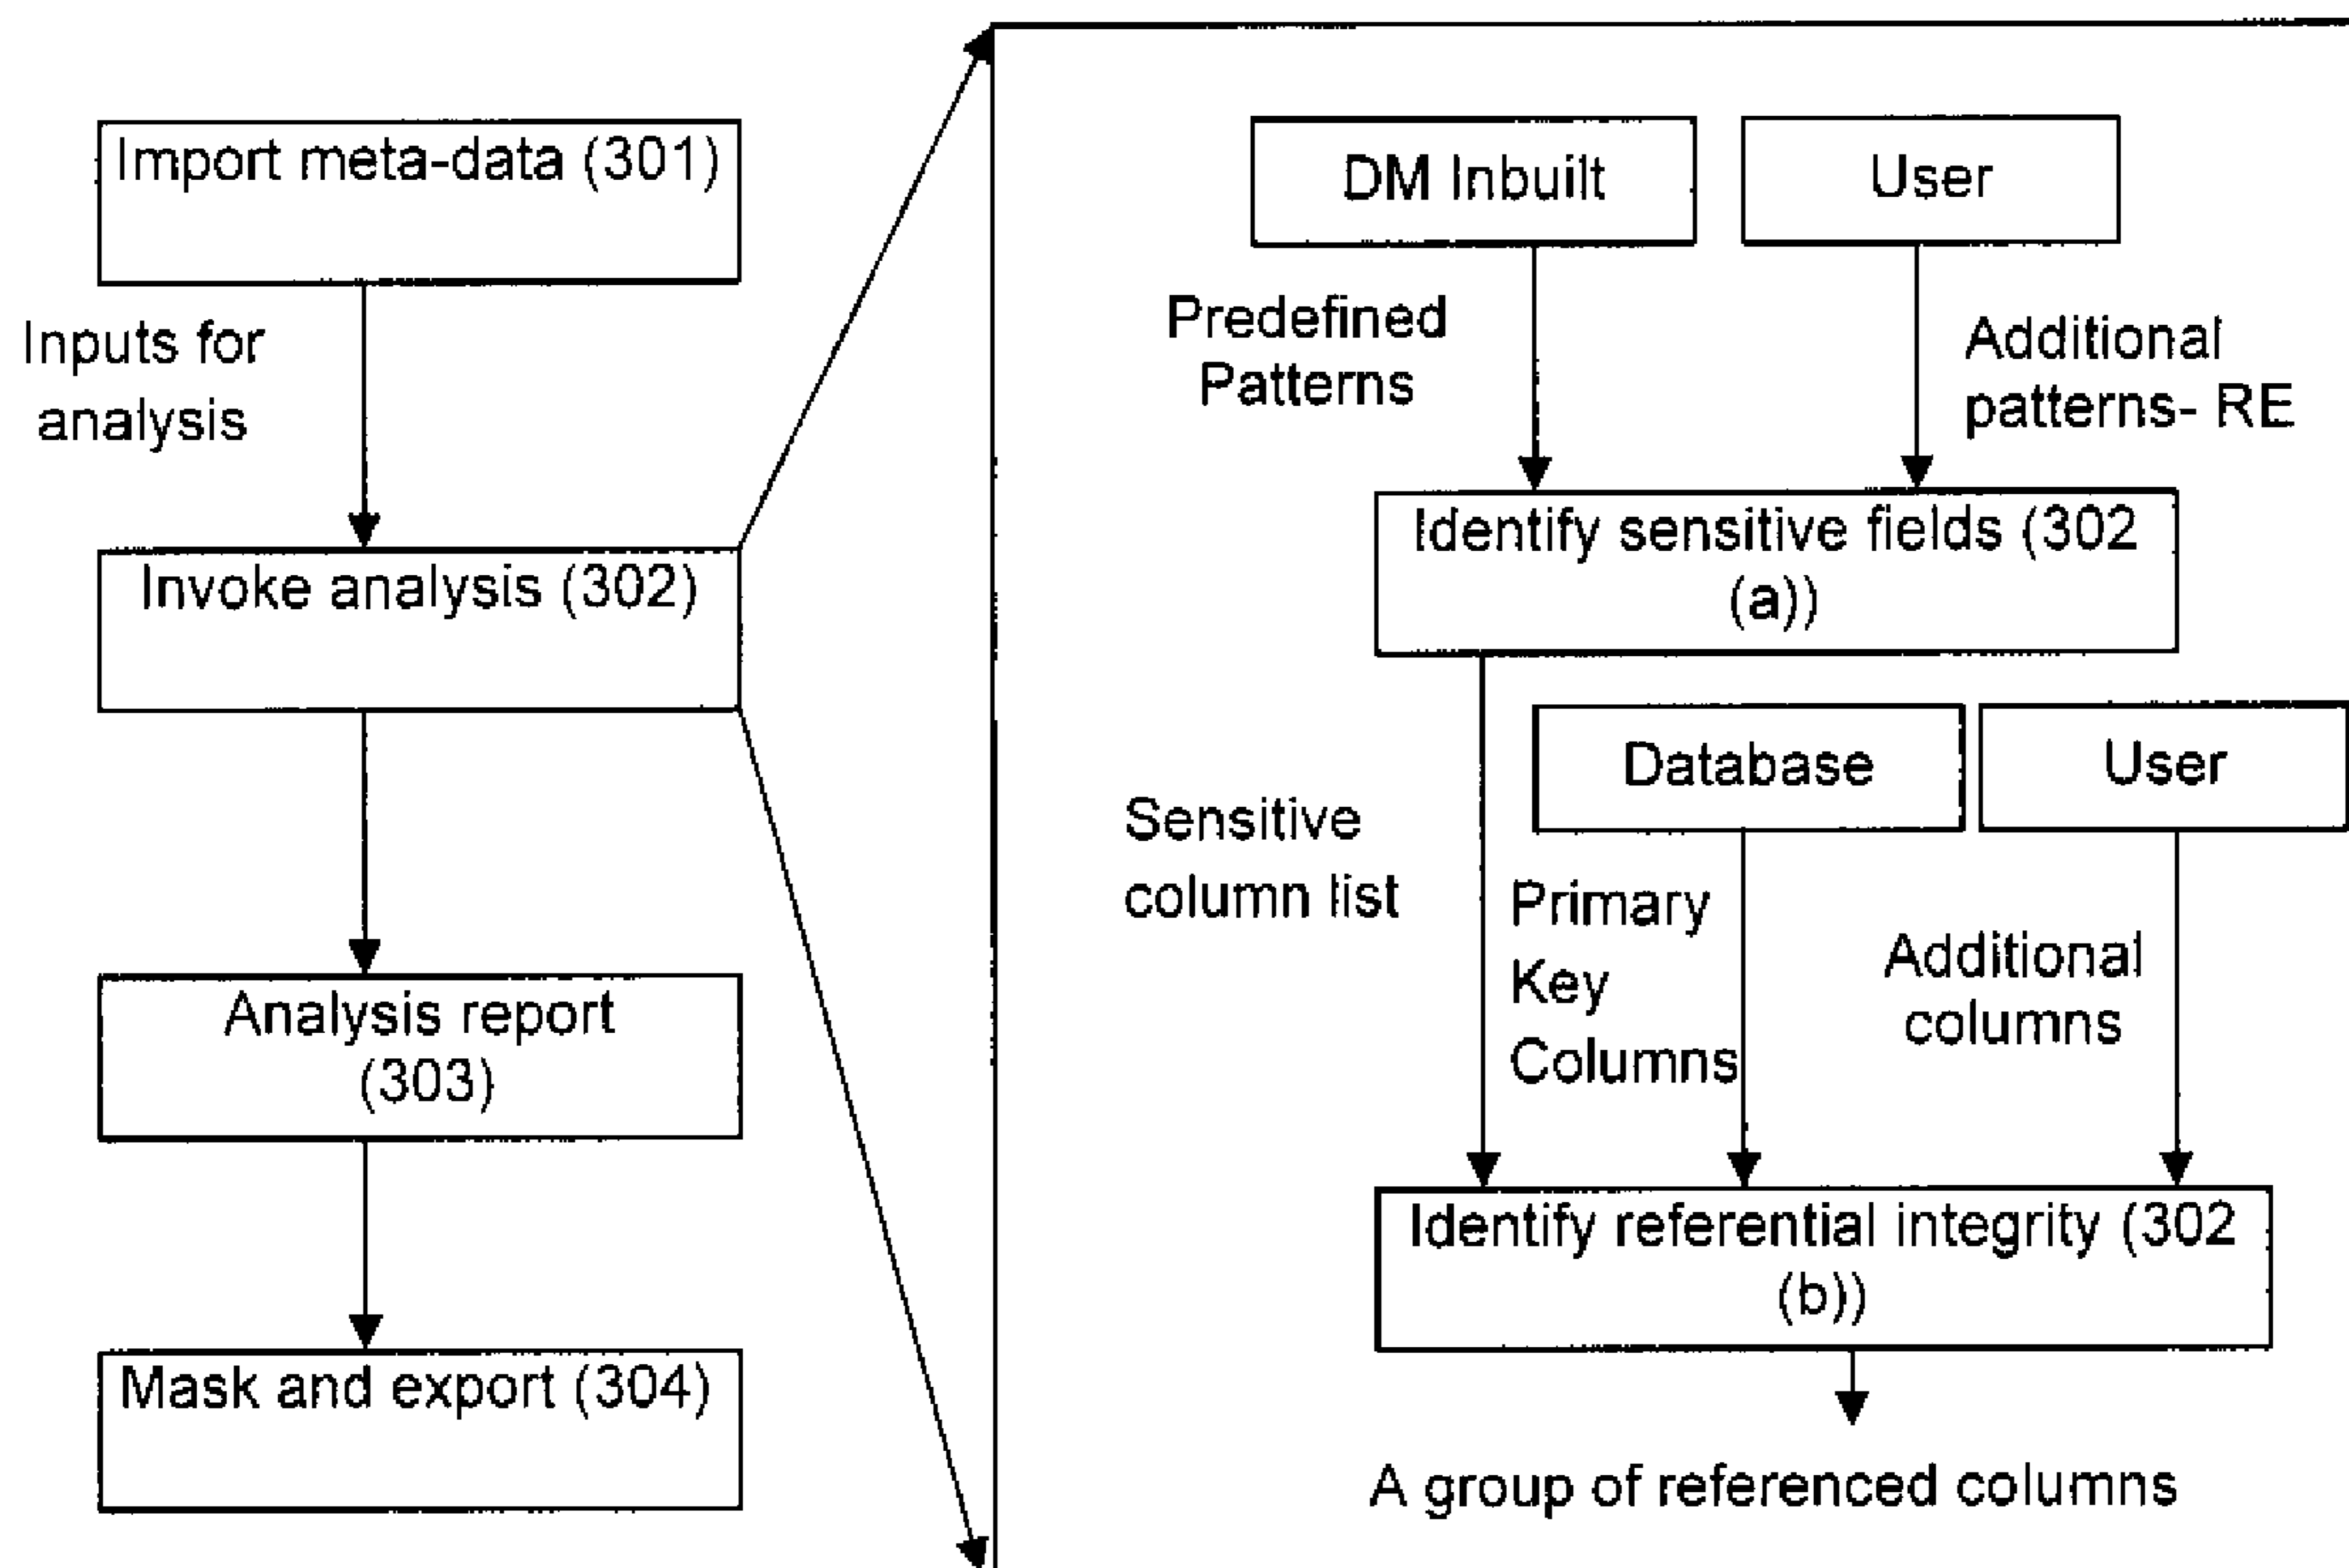 Import meta-data (301)
Inputs for
analysis
Invoke analysis (302)
Analysis report
(303)
Mask and export (304)
DM Inbuilt
User
Predefined
Patterns
Additional
patterns- RE
Identify sensitive fields (302
(a))
Database
User
Sensitive
column list
Primary
Key
Columns
Additional
columns
Identify referential integrity (302
(b))
A group of referenced columns